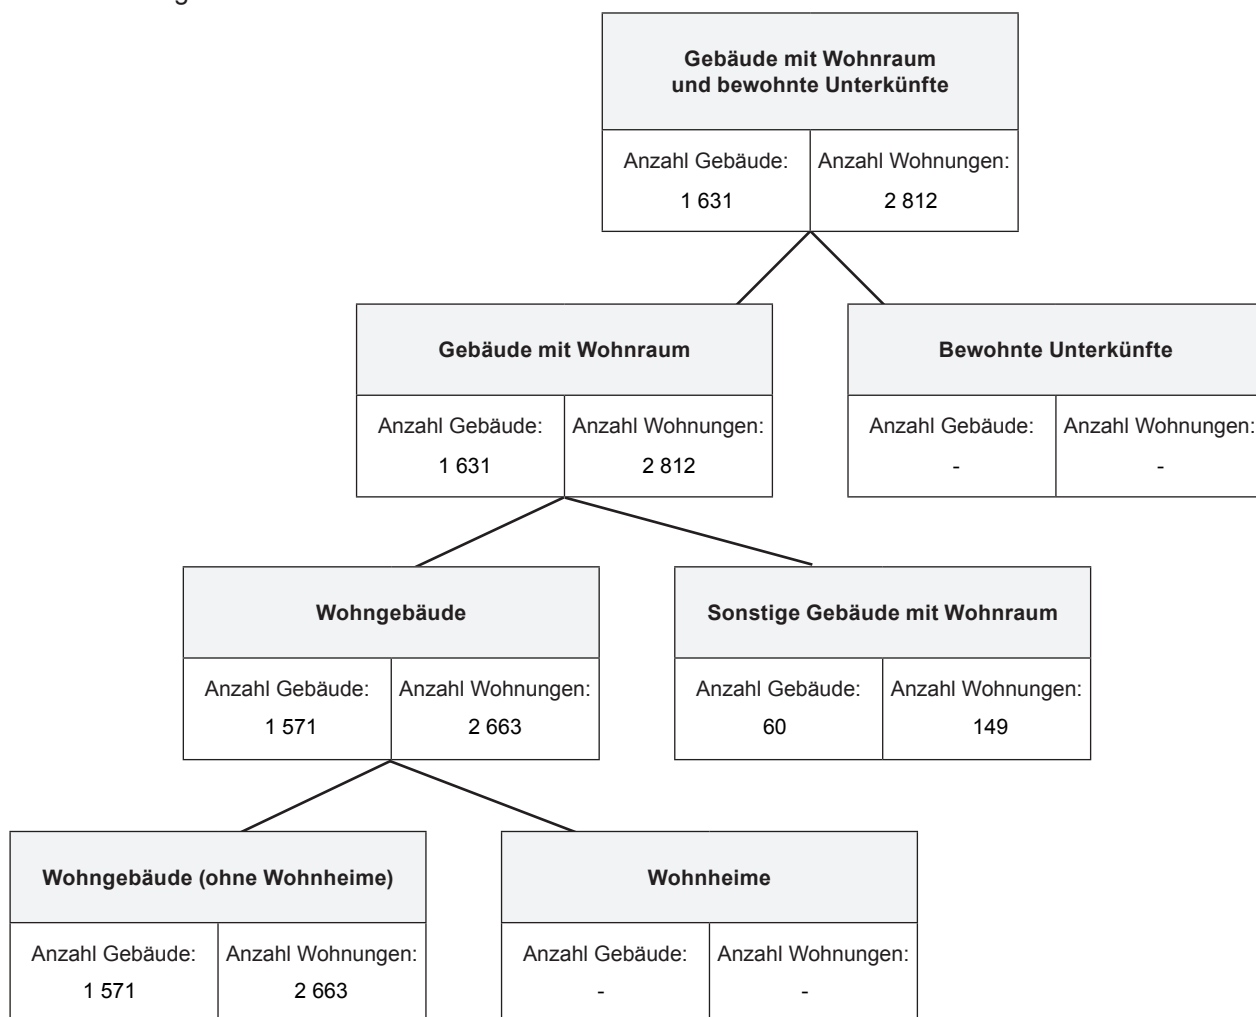 Gebäude mit Wohnraum
und bewohnte Unterkünfte
Anzahl Gebäude: Anzahl Wohnungen:
1 631 2 812
Gebäude mit Wohnraum Bewohnte Unterkünfte
Anzahl Gebäude: Anzahl Wohnungen: Anzahl Gebäude: Anzahl Wohnungen:
1 631 2 812 - -
Wohngebäude Sonstige Gebäude mit Wohnraum
Anzahl Gebäude: Anzahl Wohnungen: Anzahl Gebäude: Anzahl Wohnungen:
1 571 2 663 60 149
Wohngebäude (ohne Wohnheime) Wohnheime
Anzahl Gebäude: Anzahl Wohnungen: Anzahl Gebäude: Anzahl Wohnungen:
1 571 2 663 - -